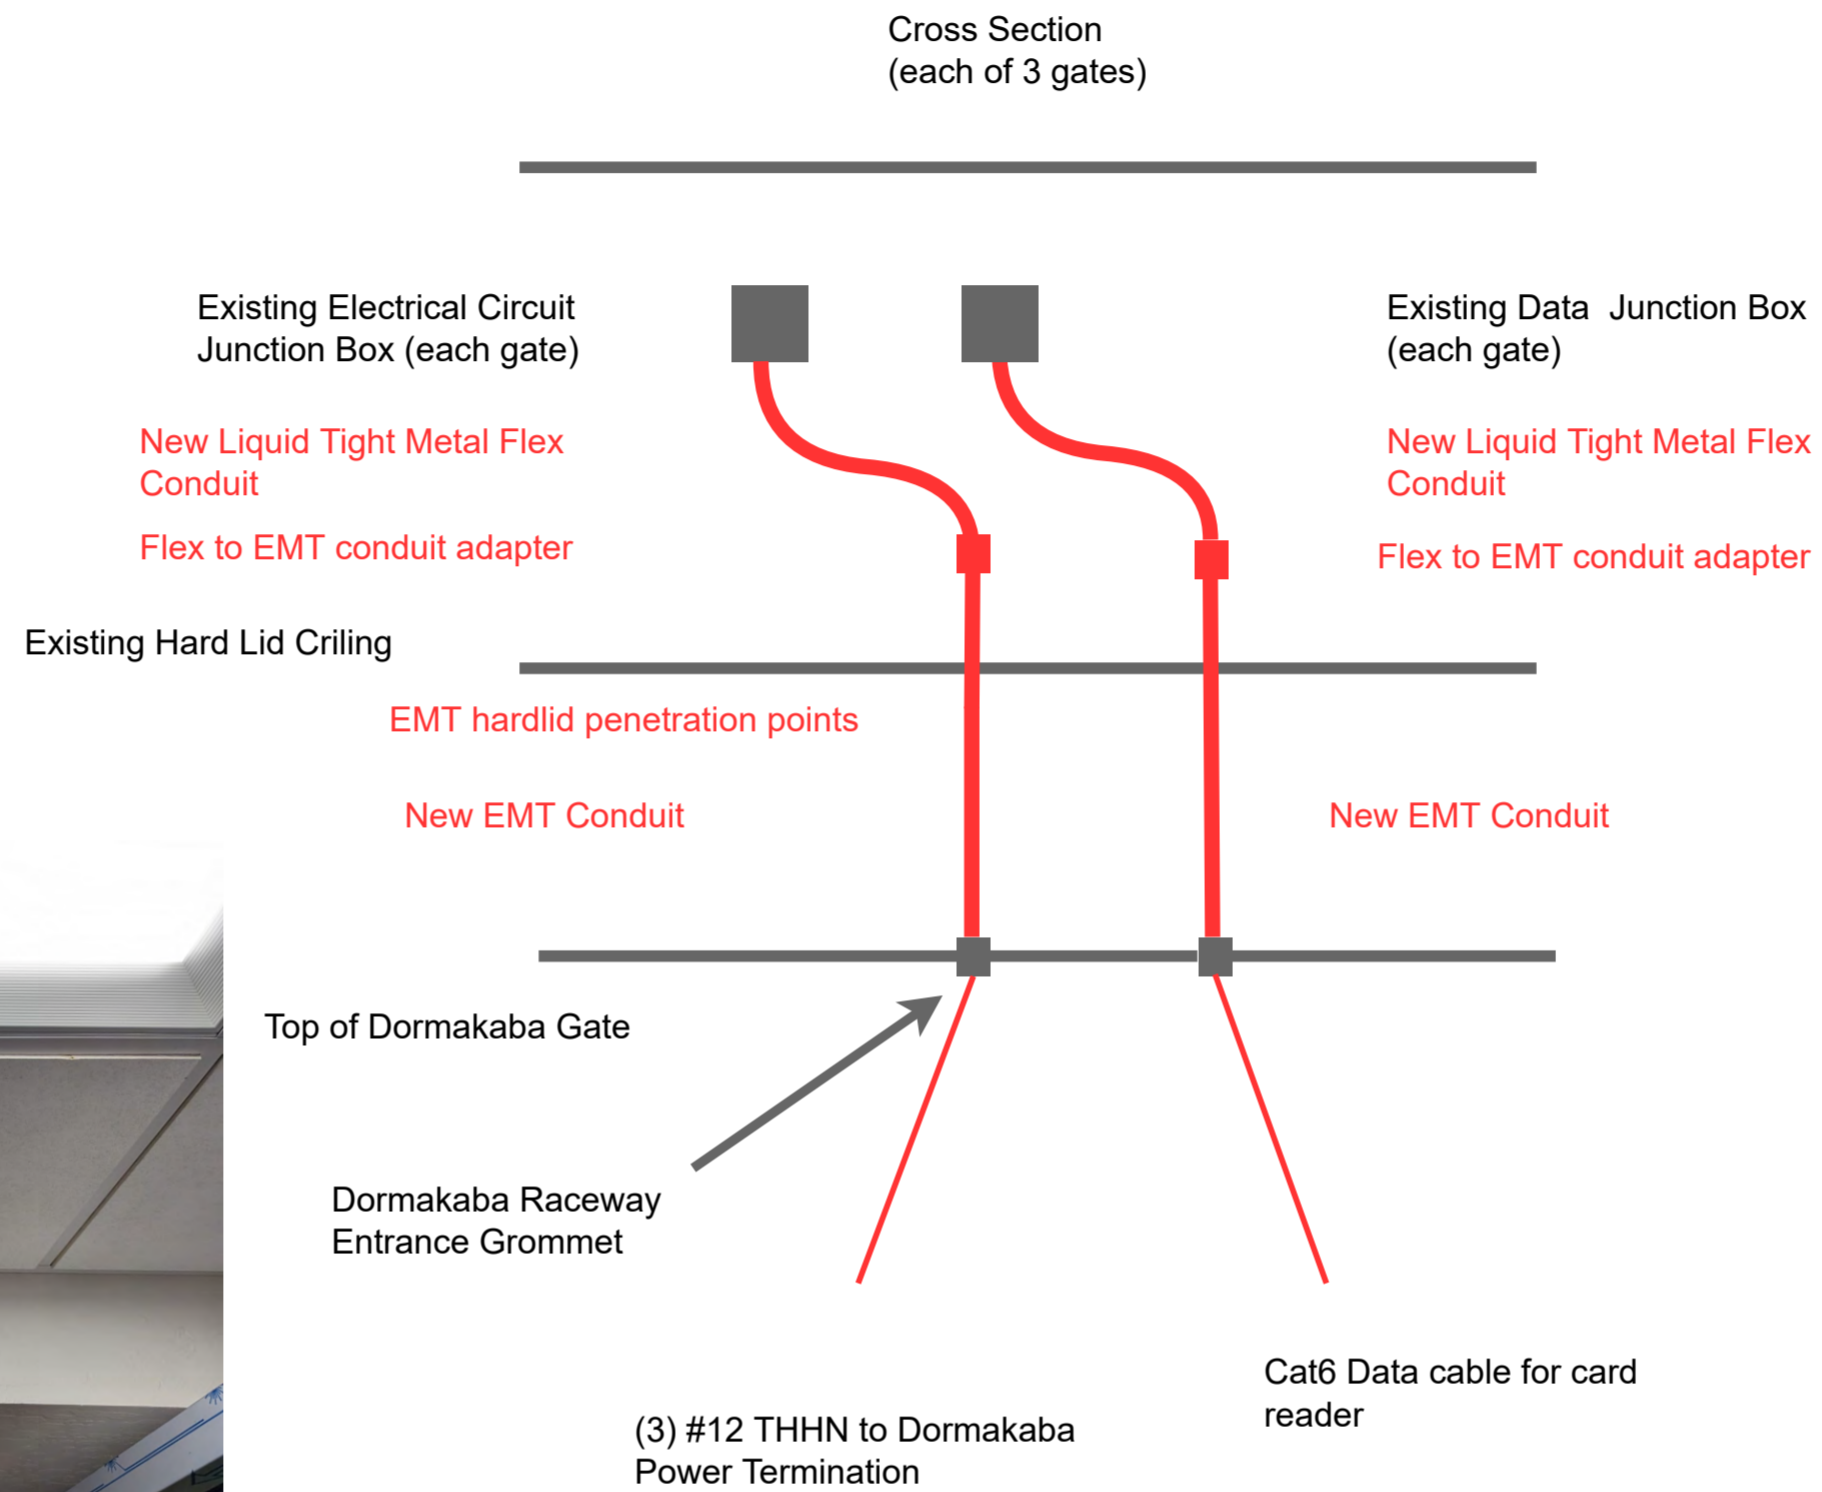 Cross Section
(each of 3 gates)
Existing Electrical Circuit
Junction Box (each gate)
Existing Data  Junction Box
(each gate)
New Liquid Tight Metal Flex
Conduit
New Liquid Tight Metal Flex
Conduit
Flex to EMT conduit adapter
Flex to EMT conduit adapter
Existing Hard Lid Criling
EMT hardlid penetration points
New EMT Conduit
New EMT Conduit
Top of Dormakaba Gate
Dormakaba Raceway
Entrance Grommet
Cat6 Data cable for card
reader
(3) #12 THHN to Dormakaba
Power Termination